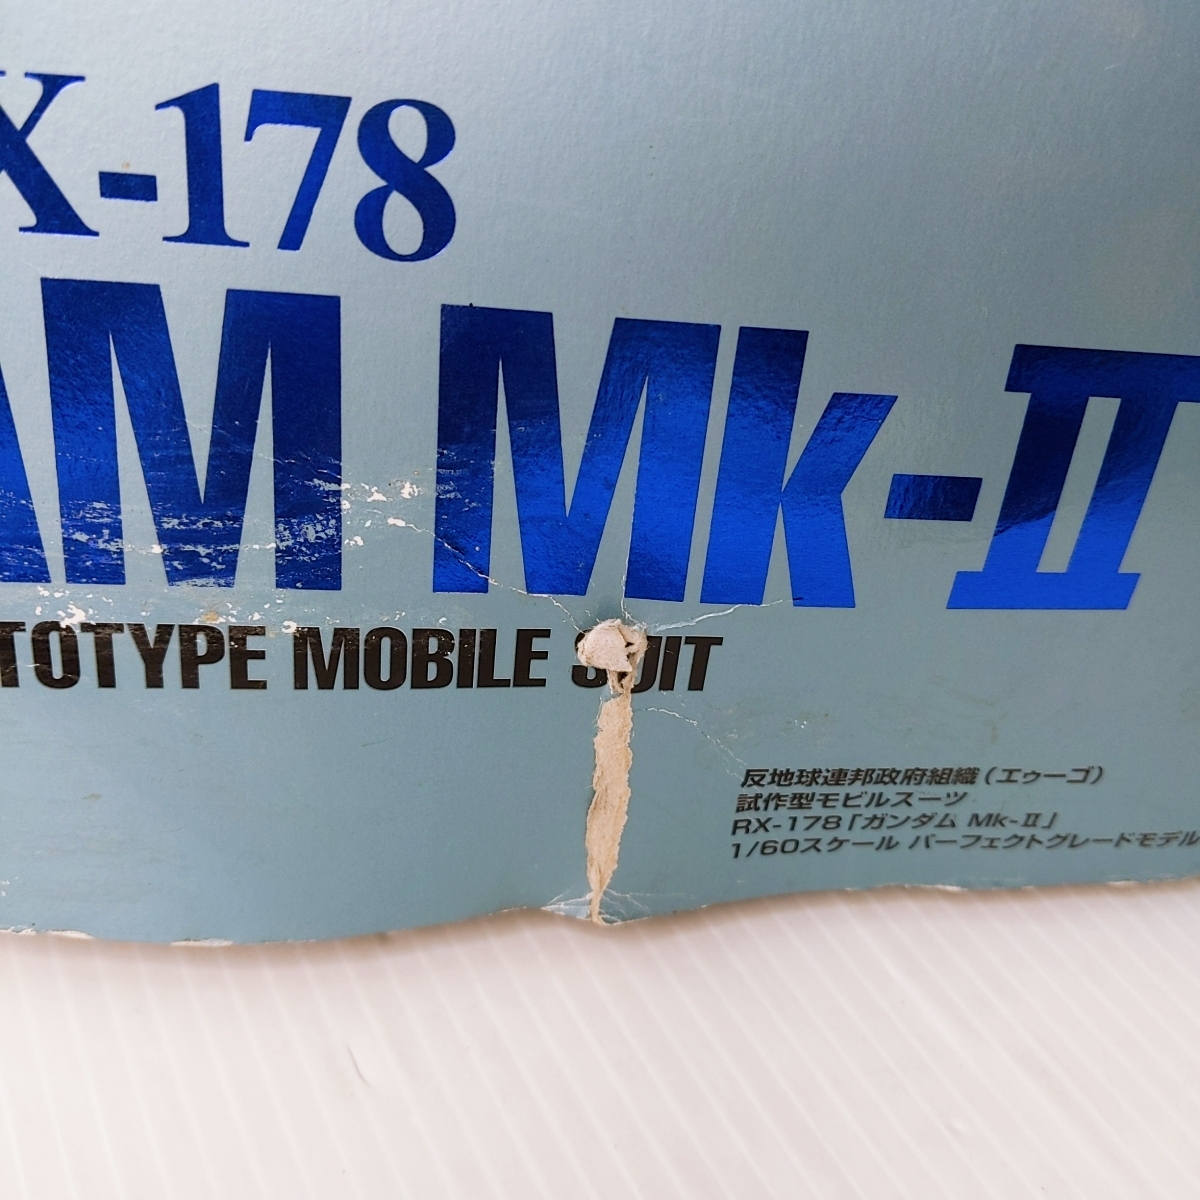 X-178
AM Mk-II
TOTYPE MOBILE SUIT
反地球連邦政府組織(エゥーゴ)
試作型モビルスーツ
RX-178「ガンダム Mk-II」
1/60スケール パーフェクトグレードモデル